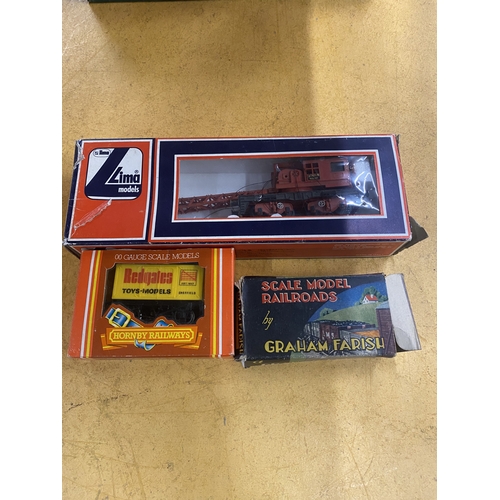 Lima
models
00 GAUGE SCALE MODELS
Redgates
TOYS-MODELS
HORNBY RAILWAYS
SCALE MODEL
RAILROADS
by
GRAHAM FARISH